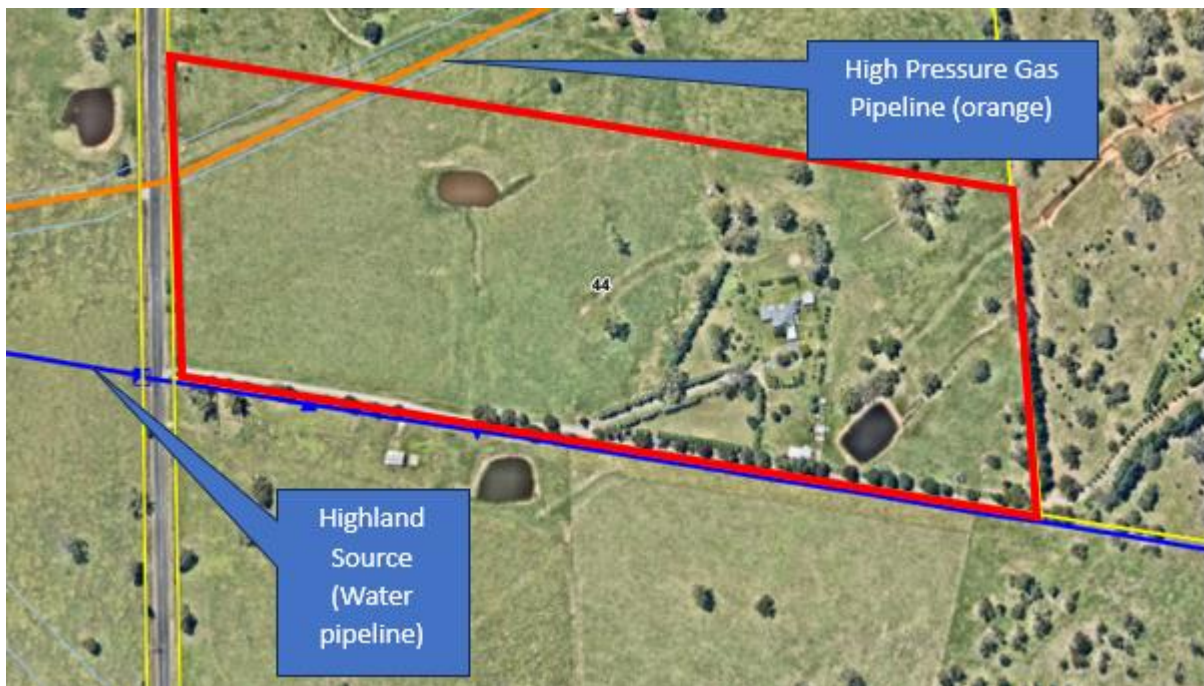 High Pressure Gas
Pipeline (orange)
44
Highland
Source
(Water
pipeline)